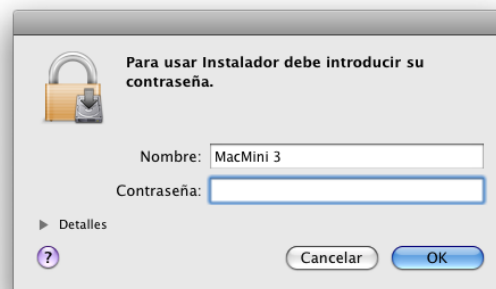 Para usar Instalador debe introducir su
contraseña.
Nombre: MacMini 3
Contraseña:
Detalles
?
Cancelar
OK